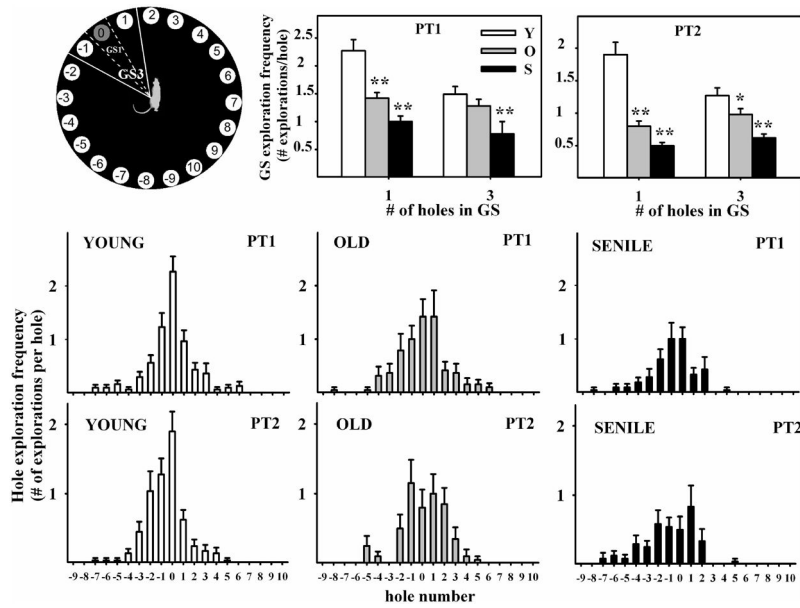 0 1 2 3 4 5 6 7 8 9 10 -9 -8 -7 -6 -5 -4 -3 -2 -1
GS1
GS3
PT1
Y
O
S
GS exploration frequency
(# explorations/hole)
2.5
2
1.5
1
0.5
**
**
**
1 3
# of holes in GS
PT2
2
1.5
1
0.5
**
**
*
**
1 3
# of holes in GS
Hole exploration frequency
(# of explorations per hole)
YOUNG PT1
2
1
OLD PT1
2
1
SENILE PT1
2
1
YOUNG PT2
2
1
-9 -8 -7 -6 -5 -4 -3 -2 -1 0 1 2 3 4 5 6 7 8 9 10
OLD PT2
2
1
-9 -8 -7 -6 -5 -4 -3 -2 -1 0 1 2 3 4 5 6 7 8 9 10
SENILE PT2
2
1
-9 -8 -7 -6 -5 -4 -3 -2 -1 0 1 2 3 4 5 6 7 8 9 10
hole number